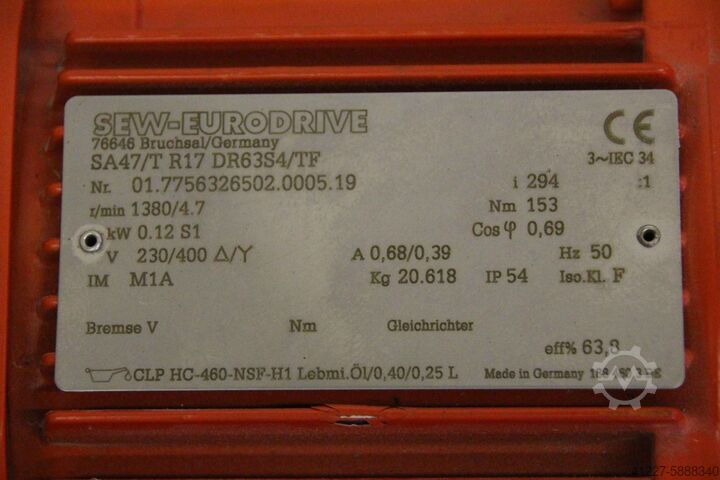 SEW-EURODRIVE
76646 Bruchsal/Germany
CE
SA47/T R17 DR63S4/TF
3~IEC 34
Nr. 01.7756326502.0005.19 i 294 :1
r/min 1380/4.7 Nm 153
kW 0.12 S1 Cos φ 0,69
V 230/400 Δ/Y A 0,68/0,39 Hz 50
IM M1A Kg 20.618 IP 54 Iso.Kl. F
Bremse V Nm Gleichrichter
eff% 63,8
CLP HC-460-NSF-H1 Lebmi.Öl/0,40/0,25 L Made in Germany
41227-5888340